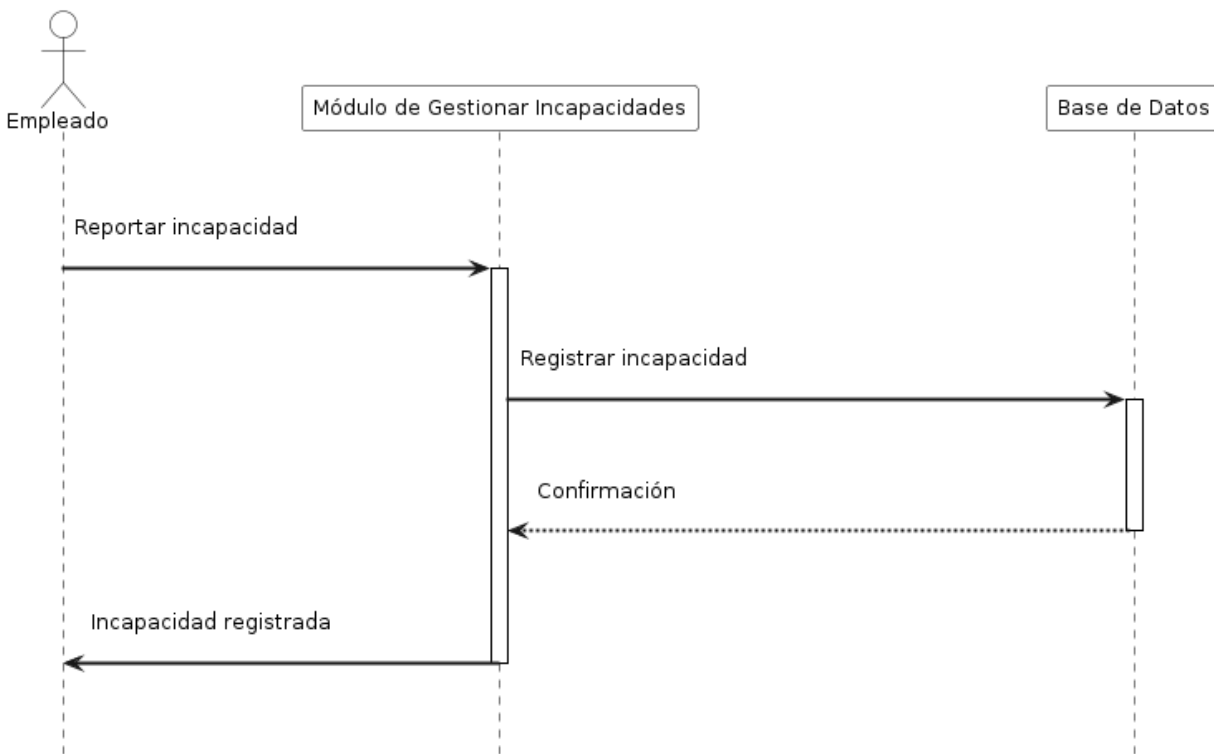 Empleado
Módulo de Gestionar Incapacidades
Base de Datos
Reportar incapacidad
Registrar incapacidad
Confirmación
Incapacidad registrada